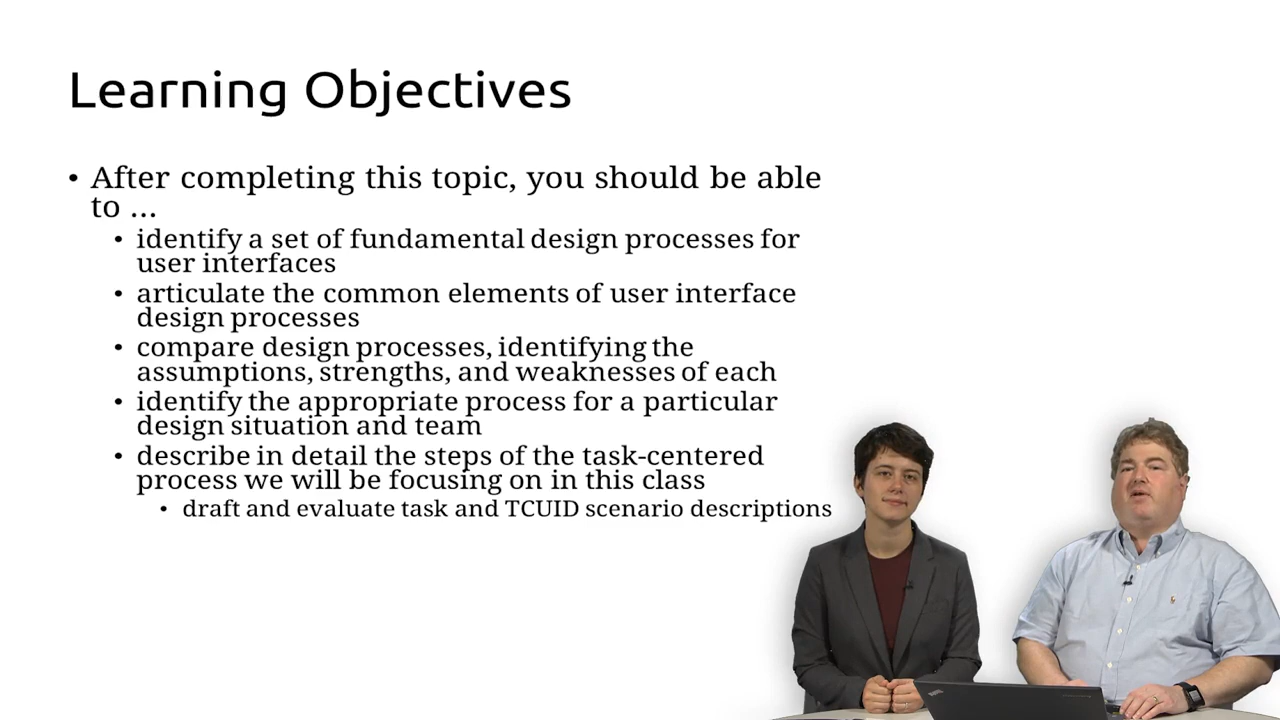 Learning Objectives
• After completing this topic, you should be able
to ...
• identify a set of fundamental design processes for
user interfaces
• articulate the common elements of user interface
design processes
• compare design processes, identifying the
assumptions, strengths, and weaknesses of each
• identify the appropriate process for a particular
design situation and team
• describe in detail the steps of the task-centered
process we will be focusing on in this class
• draft and evaluate task and TCUID scenario descriptions